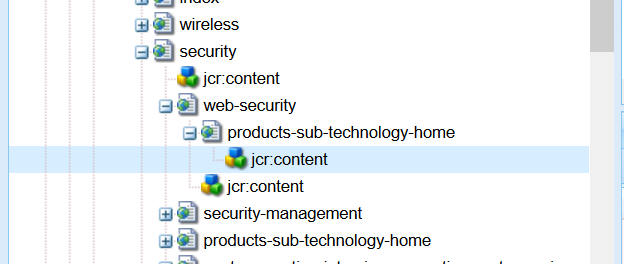 index
wireless
security
jcr:content
web-security
products-sub-technology-home
jcr:content
jcr:content
security-management
products-sub-technology-home